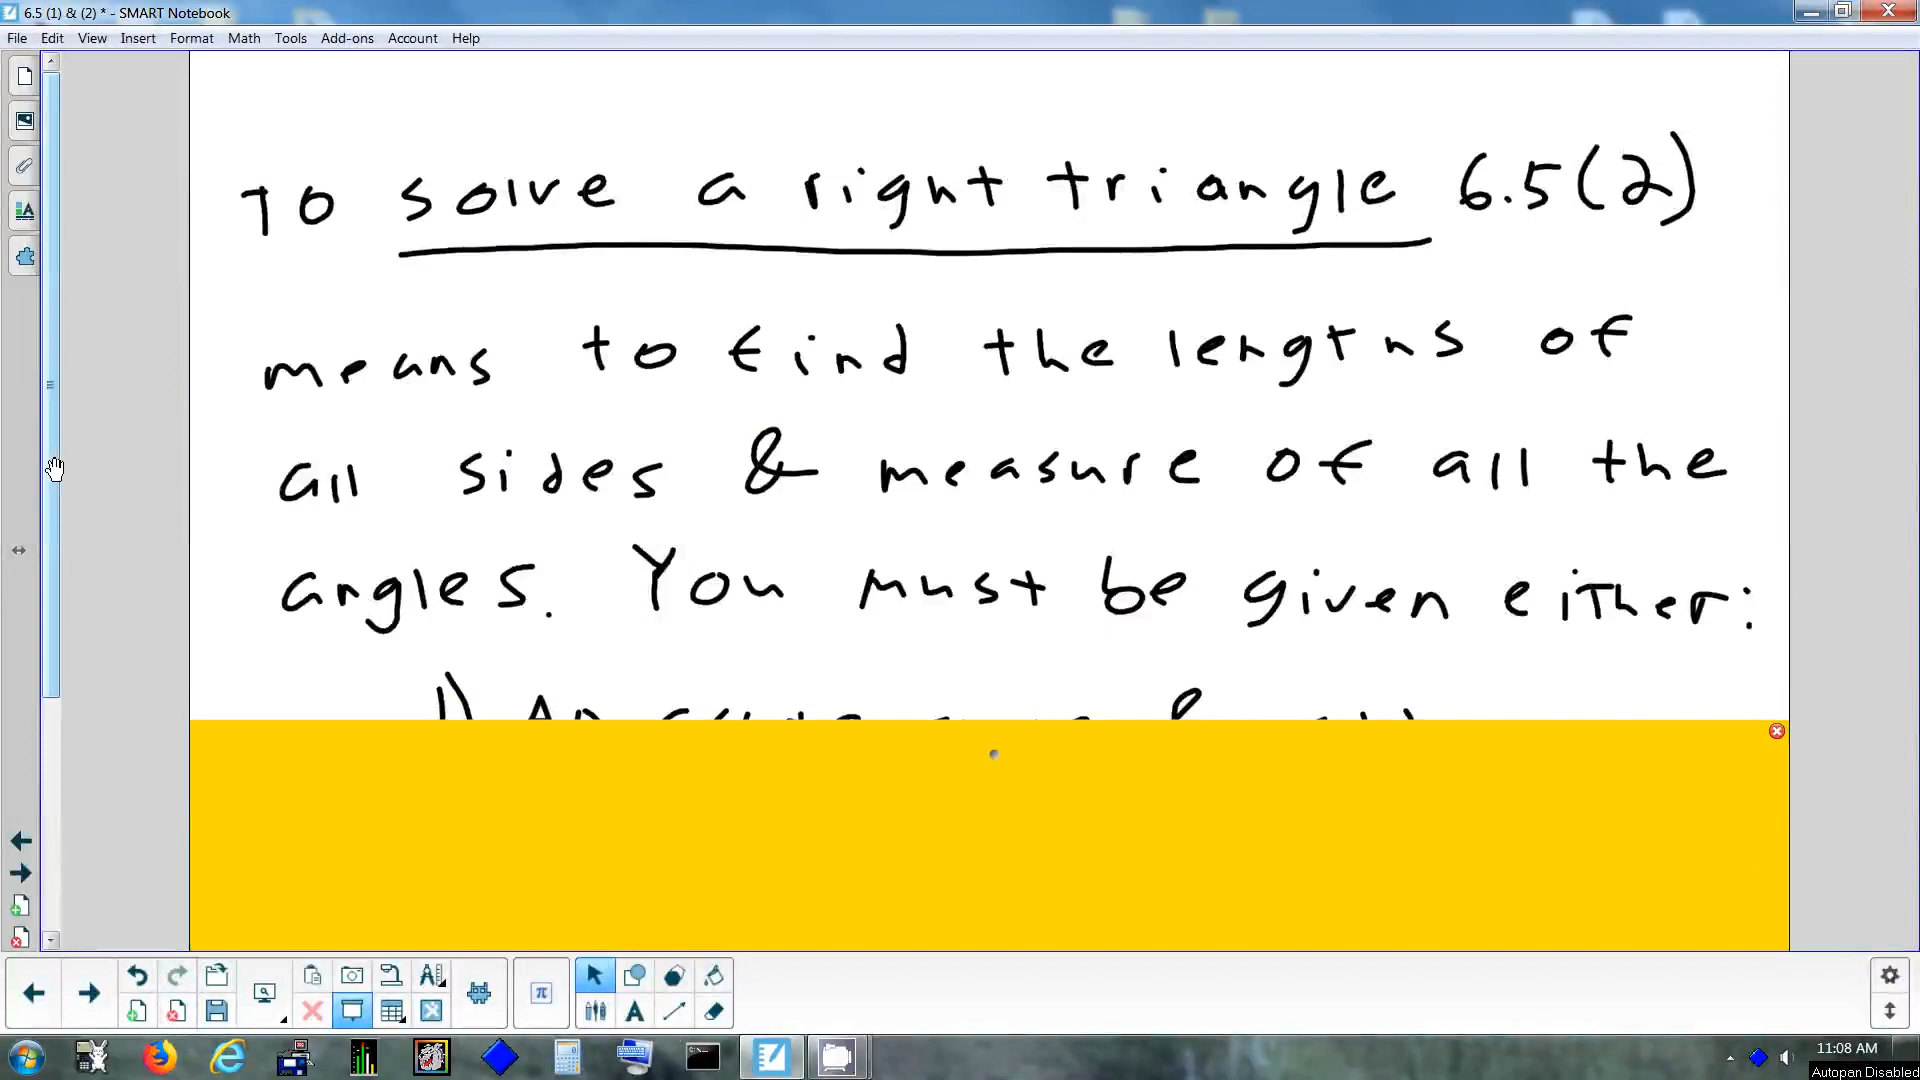 6.5 (1) & (2) * - SMART Notebook
File Edit View Insert Format Math Tools Add-ons Account Help
To solve a right triangle 6.5(2)
means to find the lengths of
all sides & measure of all the
angles. You must be given either:
1)
11:08 AM
Autopan Disabled